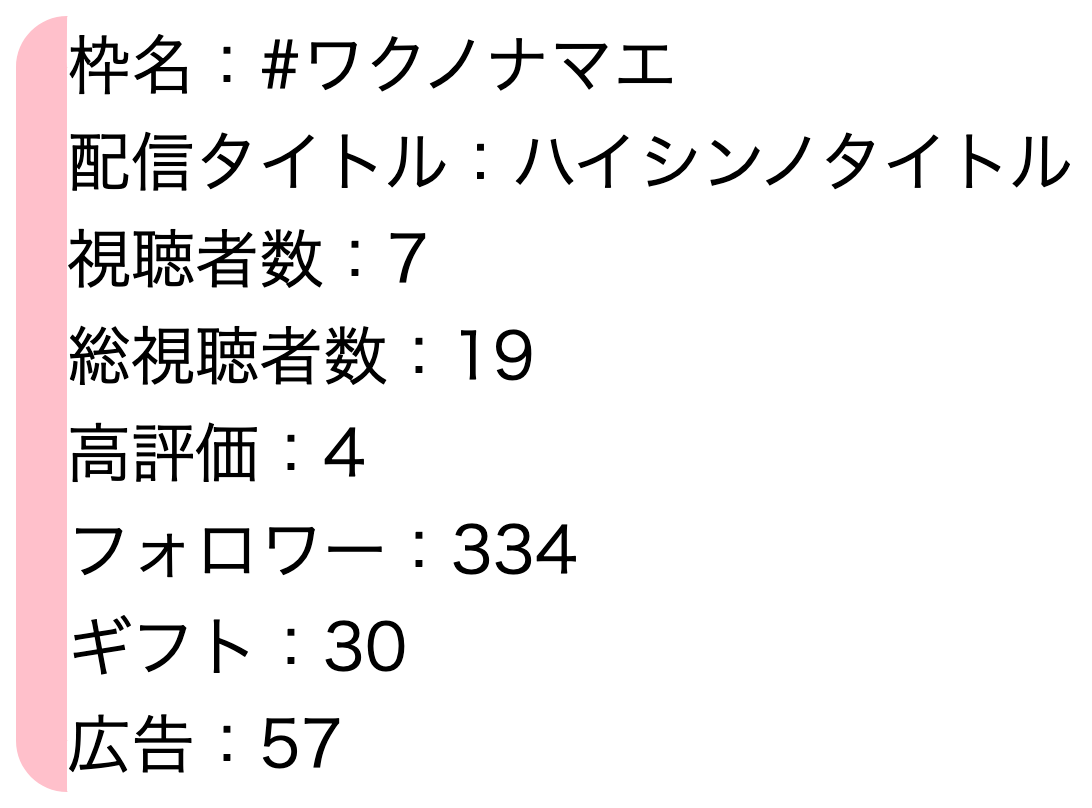 枠名：#ワクノナマエ
配信タイトル：ハイシンノタイトル
視聴者数：7
総視聴者数：19
高評価：4
フォロワー：334
ギフト：30
広告：57